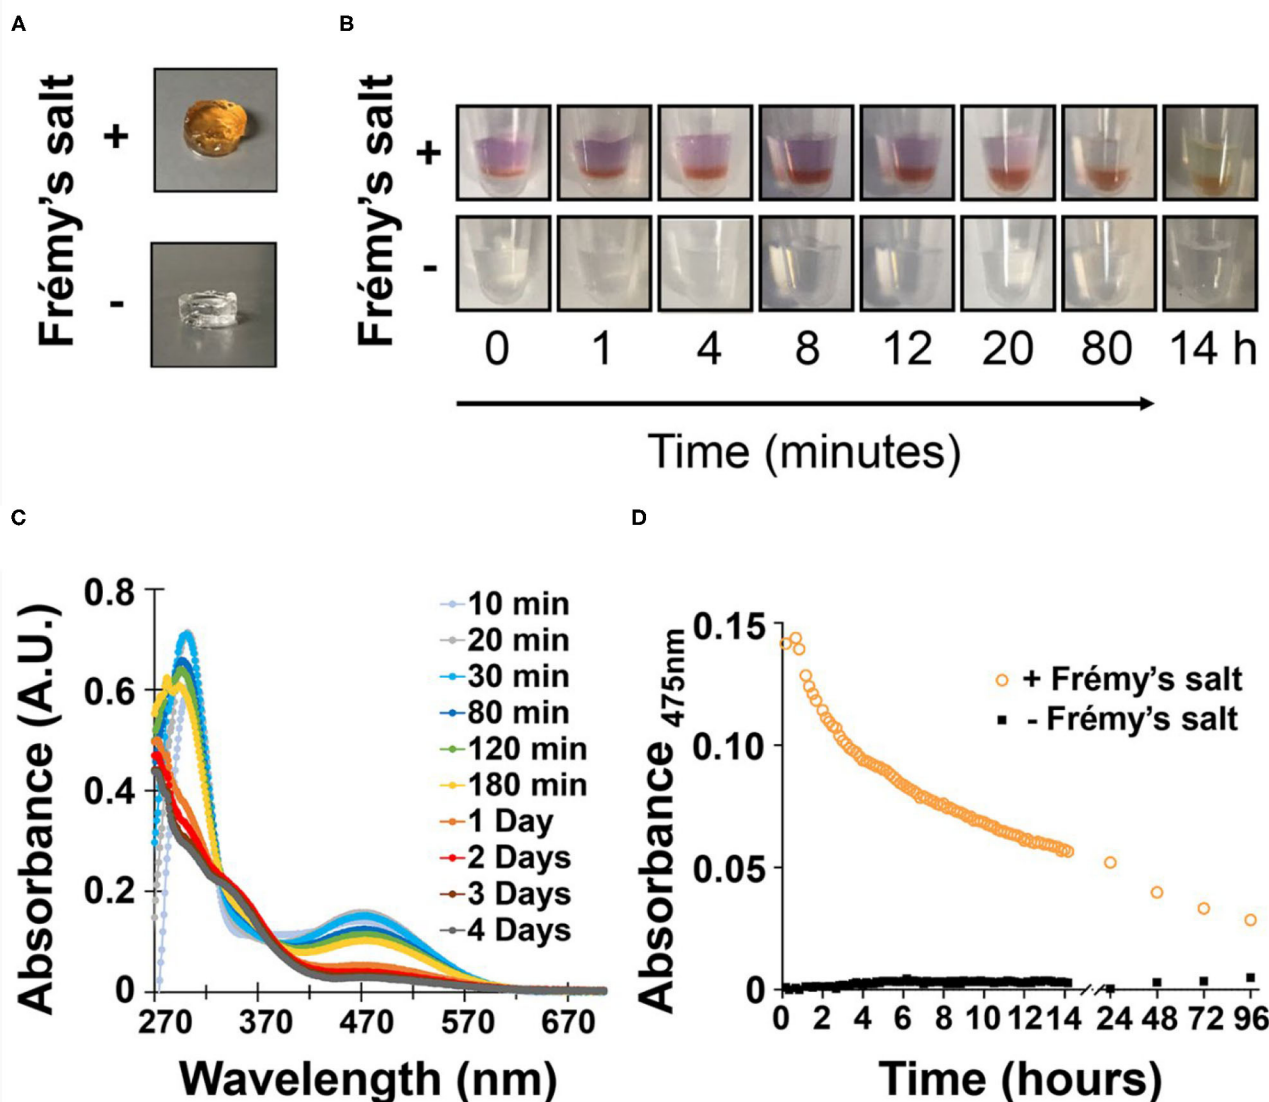 A
B
Frémy's salt
+
-
Frémy's salt
+
-
0 1 4 8 12 20 80 14 h
Time (minutes)
C
D
Absorbance (A.U.)
0.8
0.6
0.4
0.2
0
270 370 470 570 670
Wavelength (nm)
10 min
20 min
30 min
80 min
120 min
180 min
1 Day
2 Days
3 Days
4 Days
Absorbance 475nm
0.15
0.10
0.05
0
0 2 4 6 8 10 12 14 24 48 72 96
Time (hours)
+ Frémy's salt
- Frémy's salt